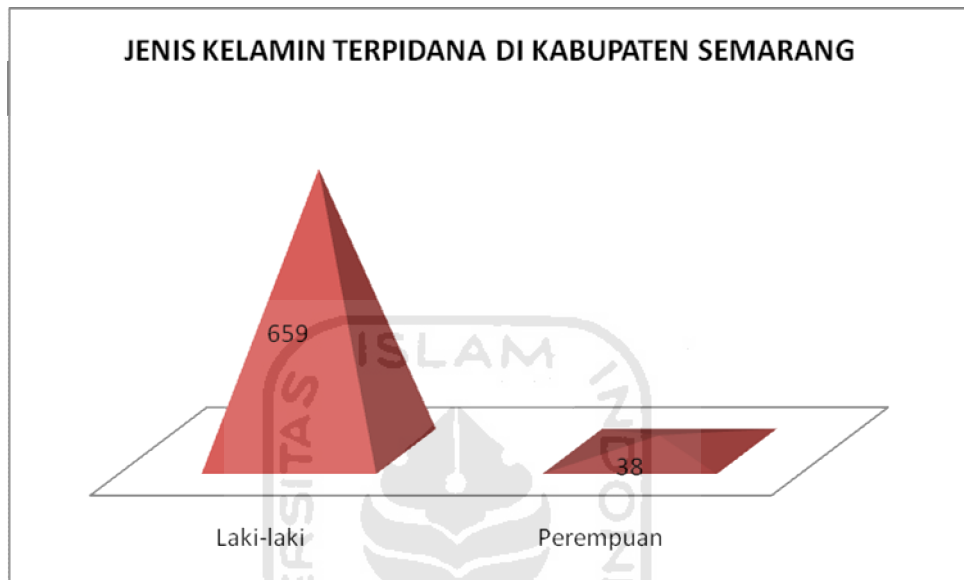 JENIS KELAMIN TERPIDANA DI KABUPATEN SEMARANG
659
38
Laki-laki
Perempuan
ISLAM